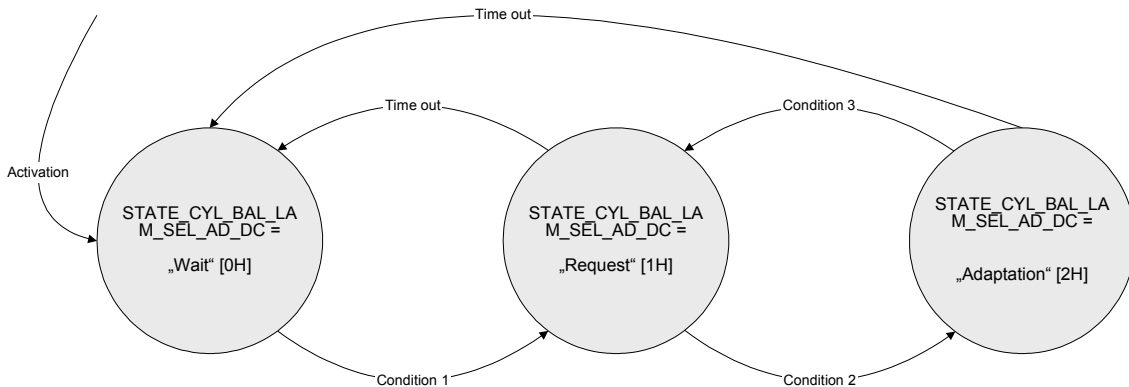 Time out
Time out
Condition 3
Activation
STATE_CYL_BAL_LA
M_SEL_AD_DC =
„Wait“ [0H]
STATE_CYL_BAL_LA
M_SEL_AD_DC =
„Request“ [1H]
STATE_CYL_BAL_LA
M_SEL_AD_DC =
„Adaptation“ [2H]
Condition 1
Condition 2